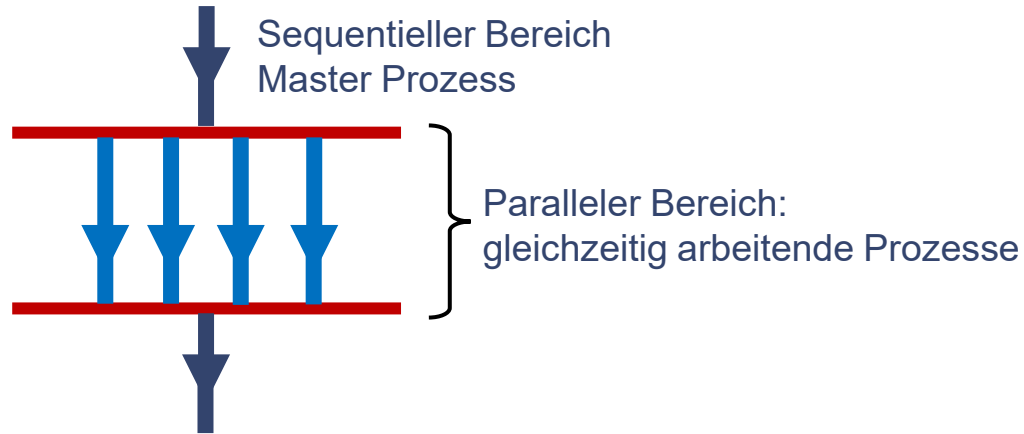 Sequentieller Bereich
Master Prozess
Paralleler Bereich:
gleichzeitig arbeitende Prozesse